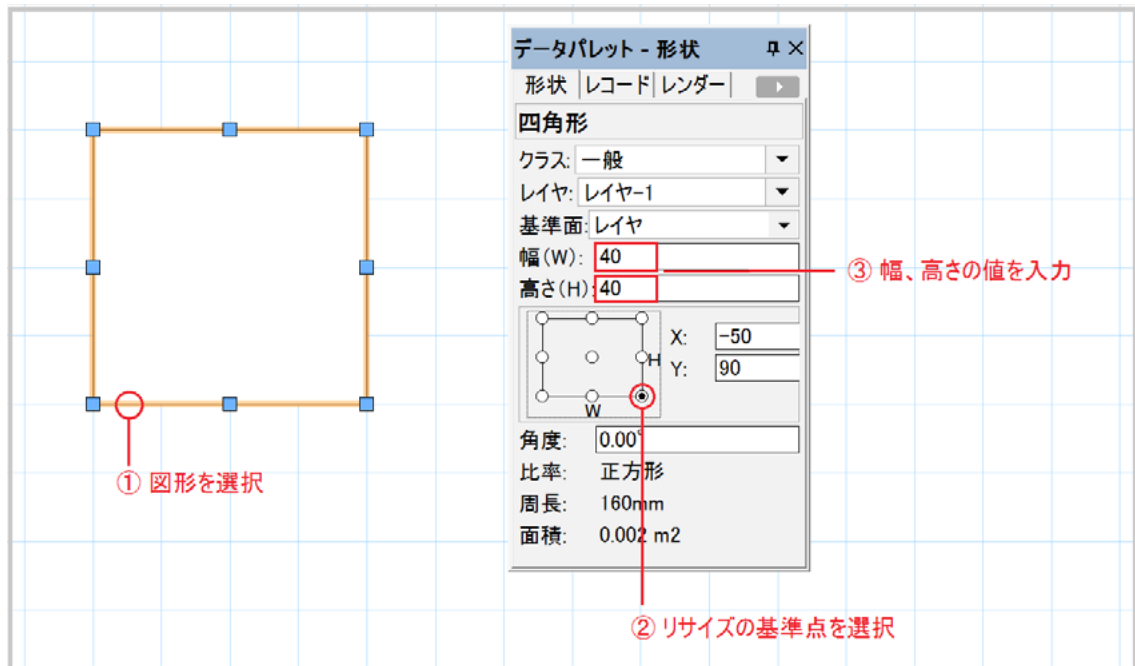 データパレット - 形状
形状 レコード レンダー
四角形
クラス: 一般
レイヤ: レイヤ-1
基準面: レイヤ
幅(W): 40
高さ(H): 40
③ 幅、高さの値を入力
X: -50
H
Y: 90
W
角度: 0.00°
比率: 正方形
① 図形を選択
周長: 160mm
面積: 0.002 m2
② リサイズの基準点を選択